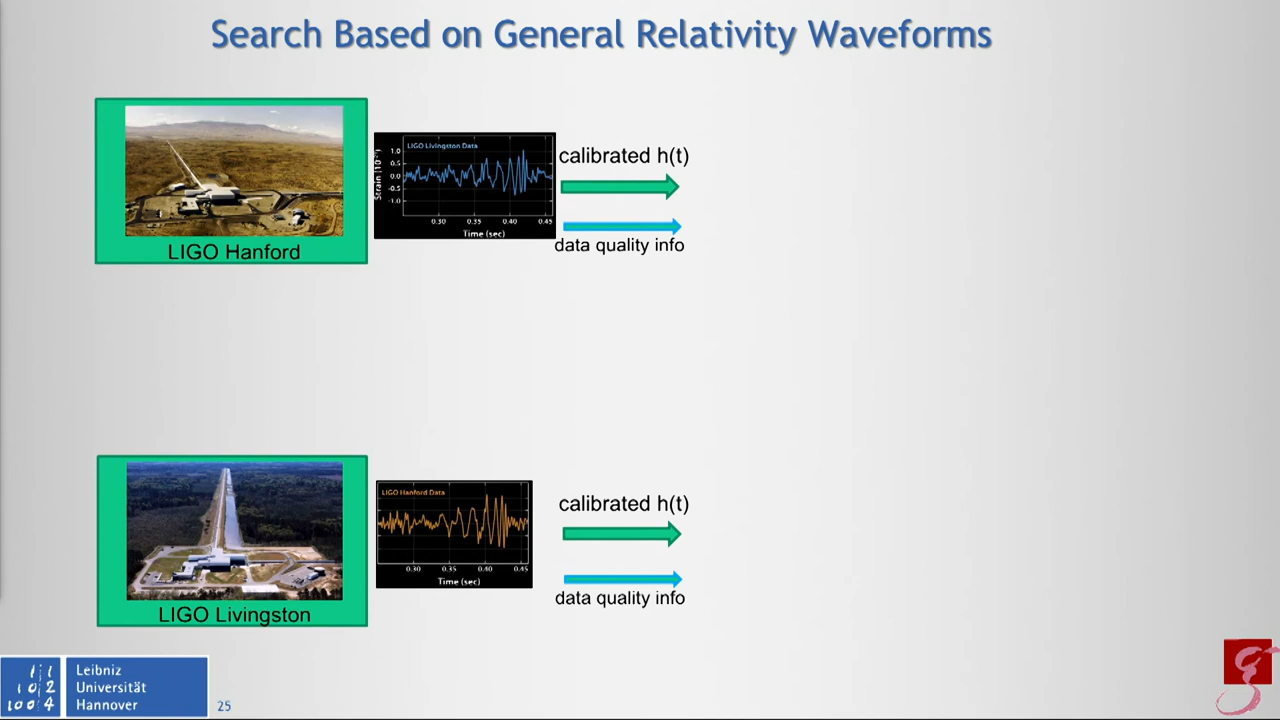 Search Based on General Relativity Waveforms
LIGO Livingston Data
1.0
0.5
0.0
-0.5
-1.0
0.30 0.35 0.40 0.45
Time (sec)
calibrated h(t)
data quality info
LIGO Hanford
LIGO Hanford Data
0.30 0.35 0.40 0.45
Time (sec)
calibrated h(t)
data quality info
LIGO Livingston
Leibniz
Universität
Hannover
25